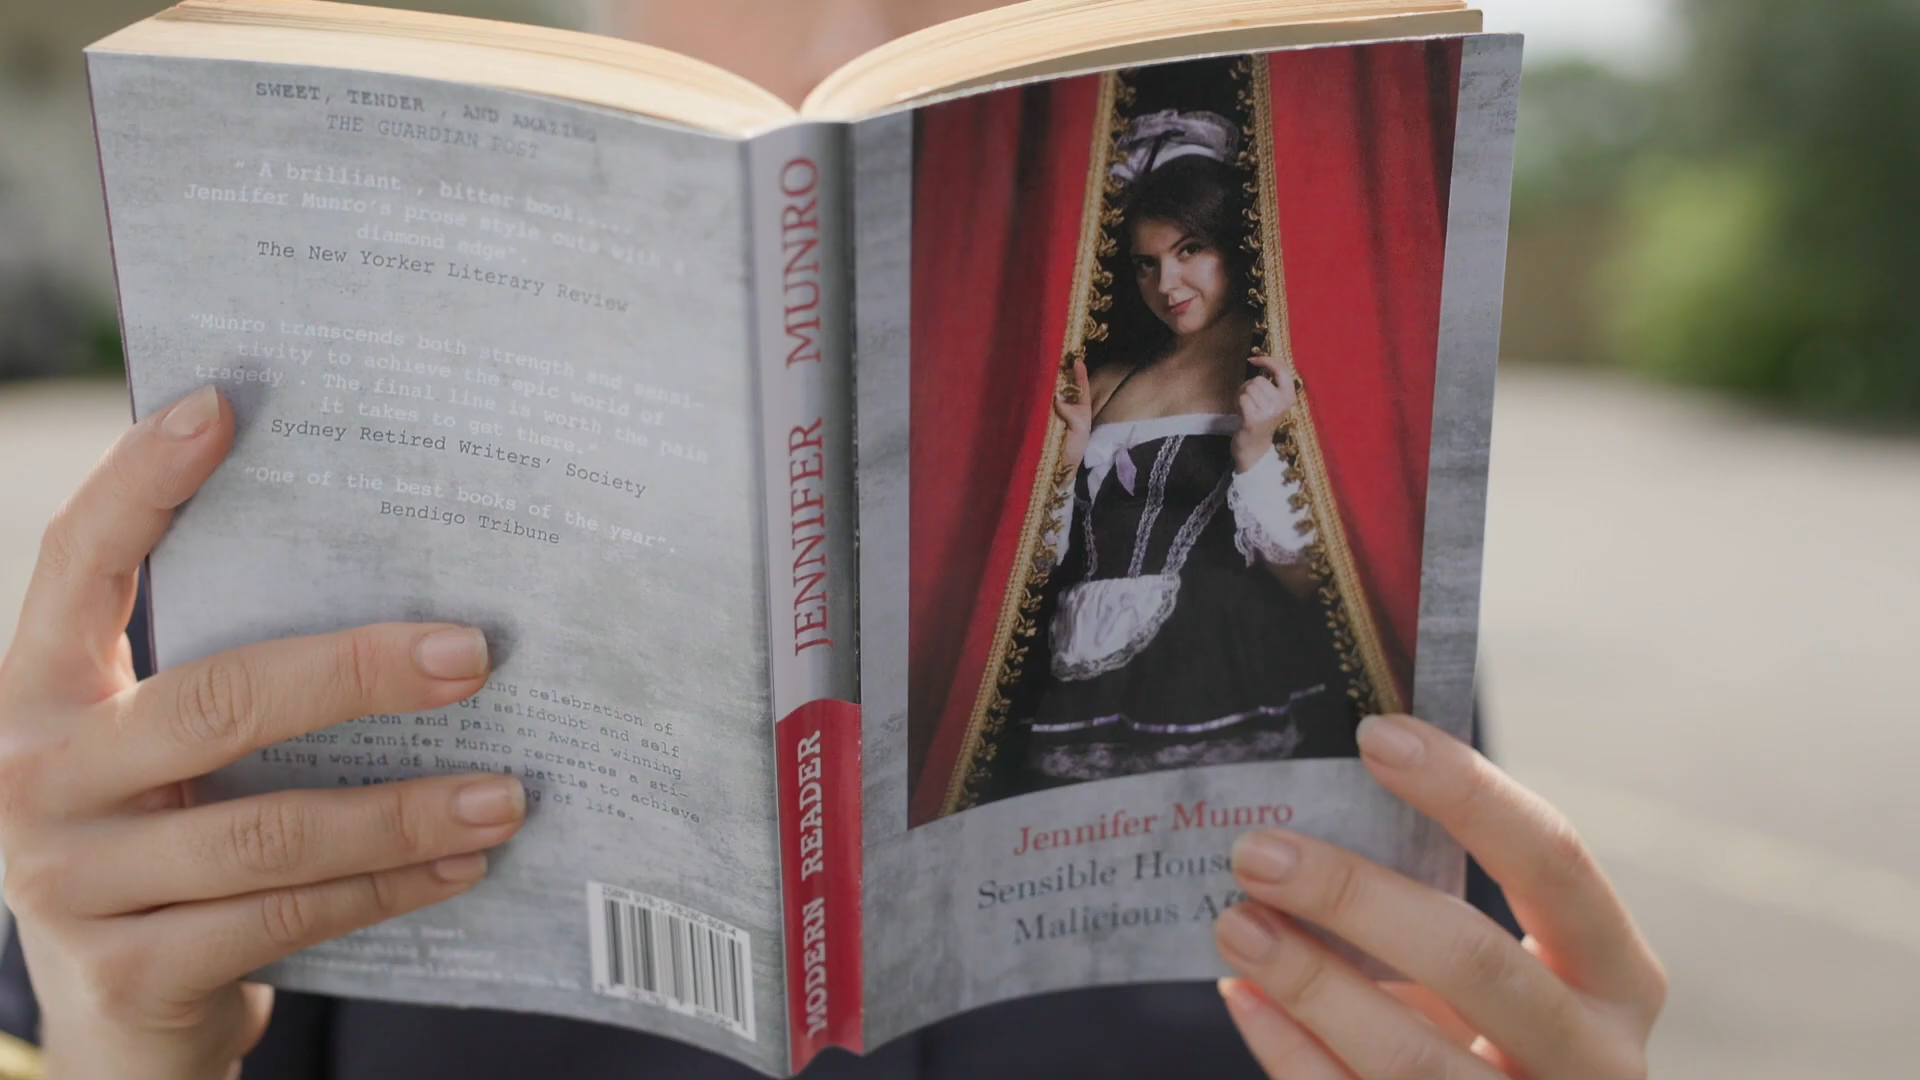 SWEET, TENDER , AND AMAZING
THE GUARDIAN POST
" A brilliant , bitter book.....
Jennifer Munro's prose style cuts with a
diamond edge".
The New Yorker Literary Review
"Munro transcends both strength and sensi-
tivity to achieve the epic world of
tragedy . The final line is worth the pain
it takes to get there."
Sydney Retired Writers' Society
"One of the best books of the year".
Bendigo Tribune
celebration of
of selfdoubt and self
and pain an Award winning
Jennifer Munro recreates a sti-
fling world of human's battle to achieve
a of life.
JENNIFER MUNRO
MODERN READER
Jennifer Munro
Sensible
Malicious